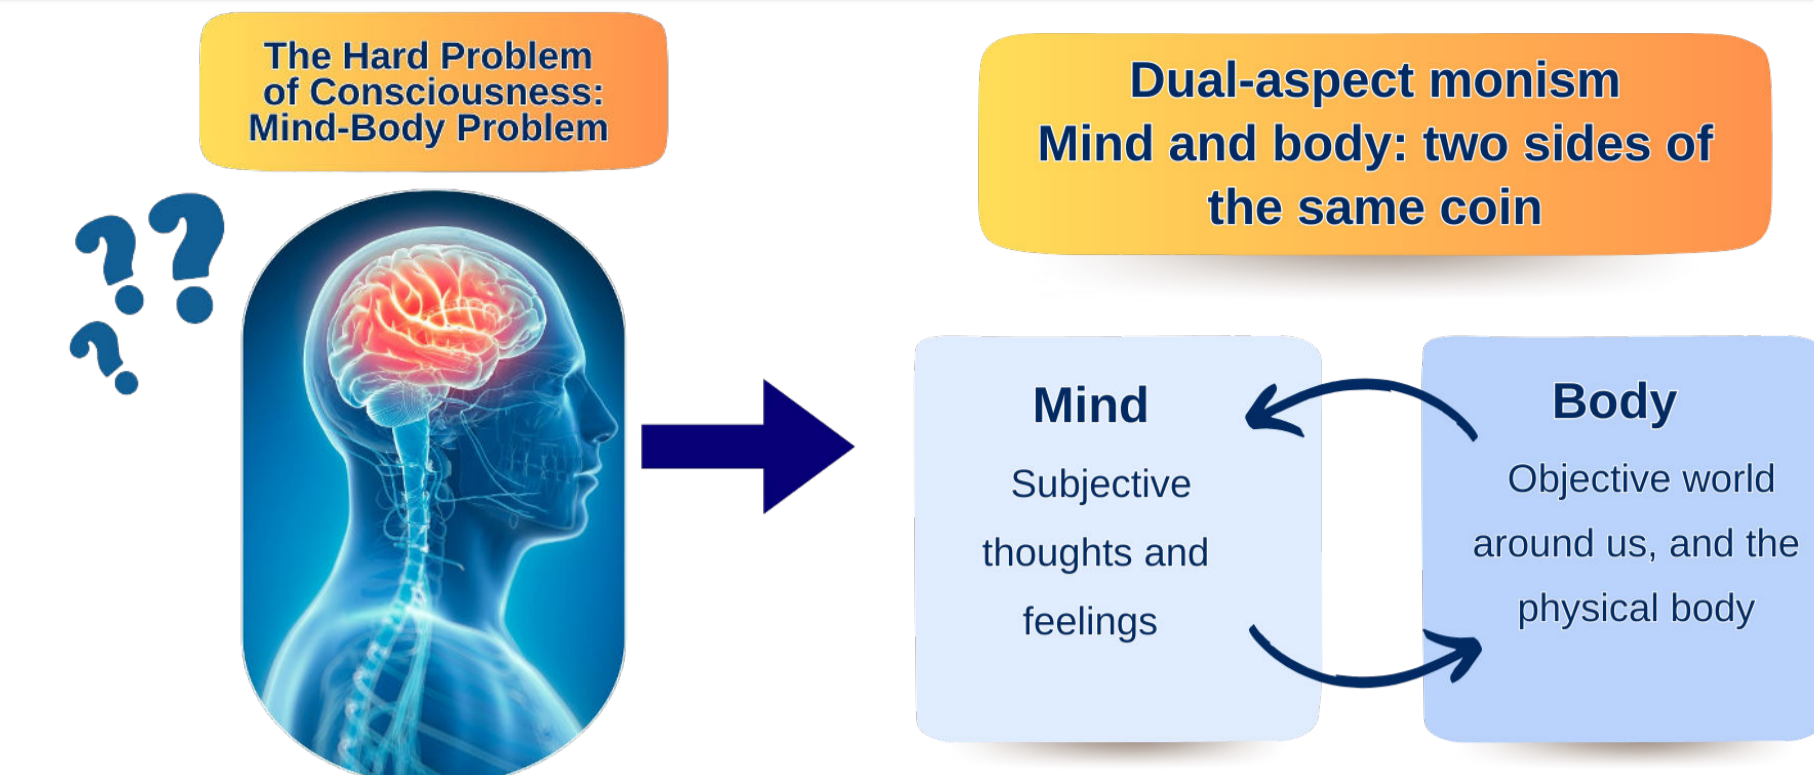 The Hard Problem
of Consciousness:
Mind-Body Problem
??
?
Dual-aspect monism
Mind and body: two sides of
the same coin
Mind
Subjective
thoughts and
feelings
Body
Objective world
around us, and the
physical body